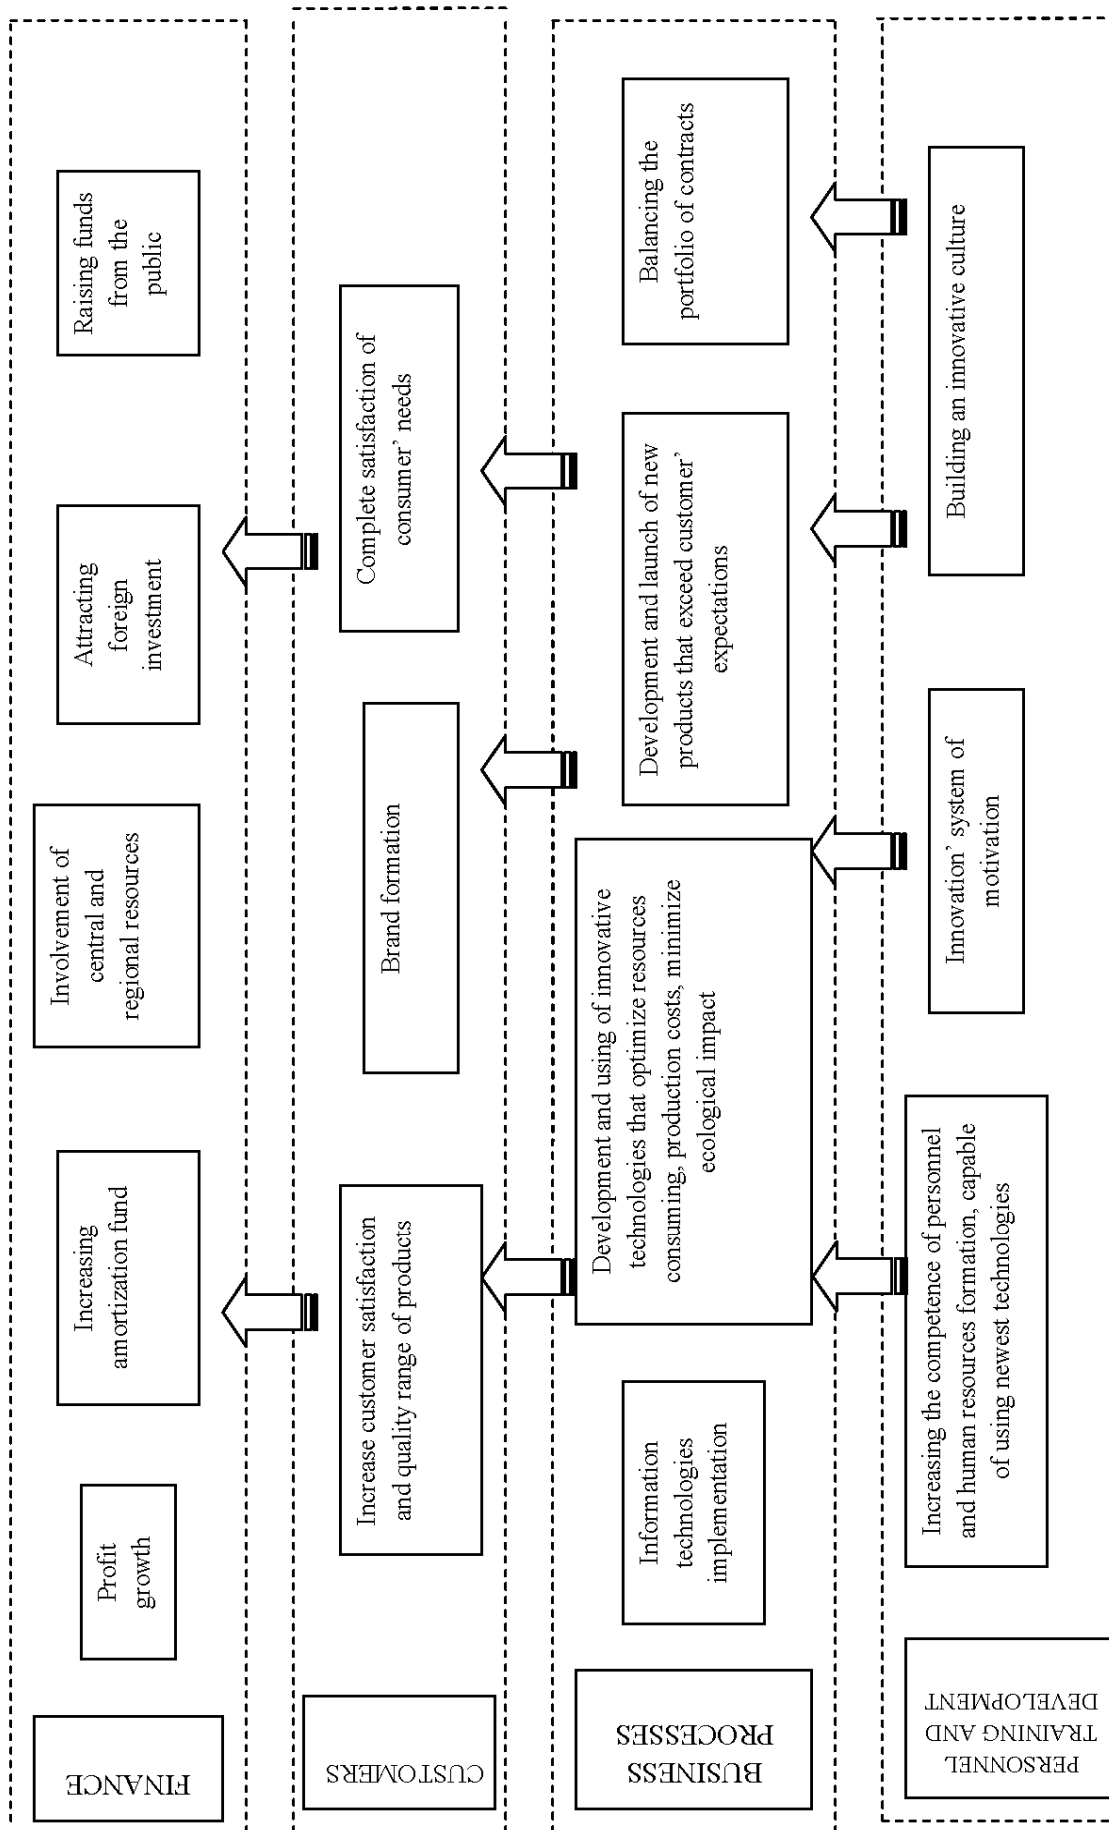 FINANCE
Profit
growth
Increasing
amortization fund
Involvement of
central and
regional resources
Attracting
foreign
investment
Raising funds
from the
public
CUSTOMERS
Increase customer satisfaction
and quality range of products
Brand formation
Complete satisfaction of
consumer’ needs
BUSINESS
PROCESSES
Information
technologies
implementation
Development and using of innovative
technologies that optimize resources
consuming, production costs, minimize
ecological impact
Development and launch of new
products that exceed customer’
expectations
Balancing the
portfolio of contracts
PERSONNEL
TRAINING AND
DEVELOPMENT
Increasing the competence of personnel
and human resources formation, capable
of using newest technologies
Innovation’ system of
motivation
Building an innovative culture